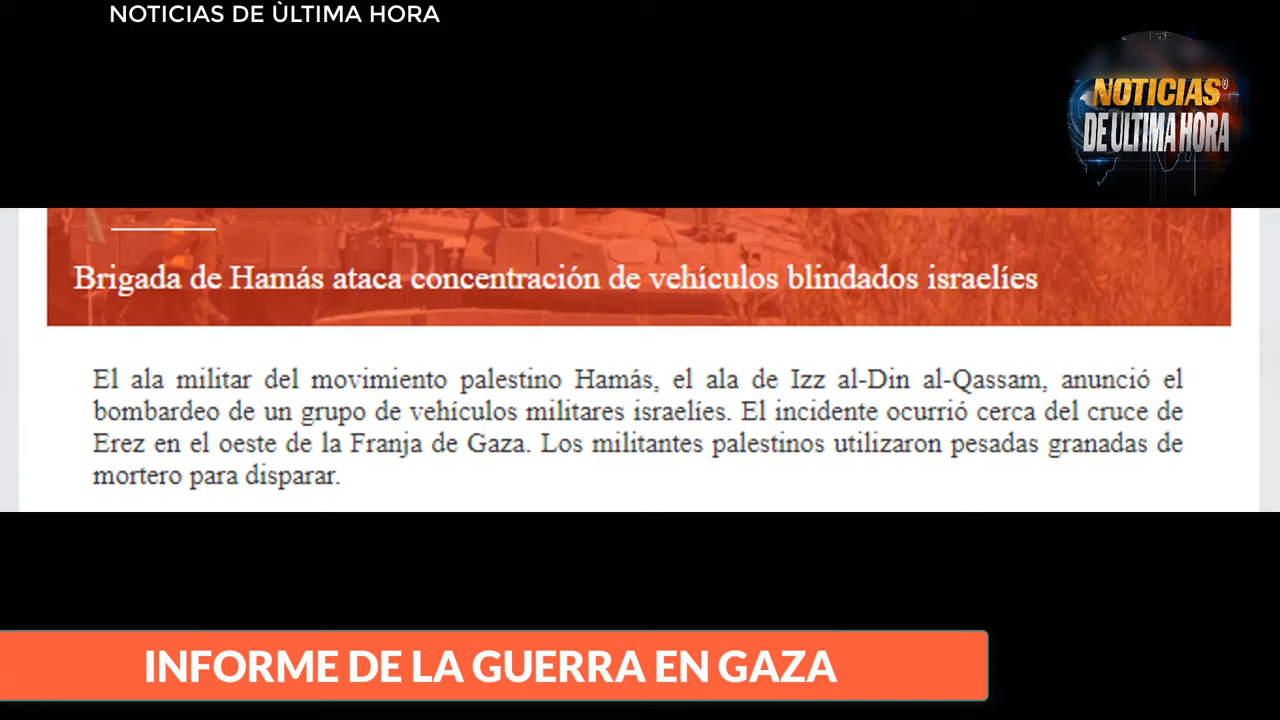 NOTICIAS DE ÙLTIMA HORA
NOTICIAS®
DE ULTIMA HORA
Brigada de Hamás ataca concentración de vehículos blindados israelíes
El ala militar del movimiento palestino Hamás, el ala de Izz al-Din al-Qassam, anunció el
bombardeo de un grupo de vehículos militares israelíes. El incidente ocurrió cerca del cruce de
Erez en el oeste de la Franja de Gaza. Los militantes palestinos utilizaron pesadas granadas de
mortero para disparar.
INFORME DE LA GUERRA EN GAZA